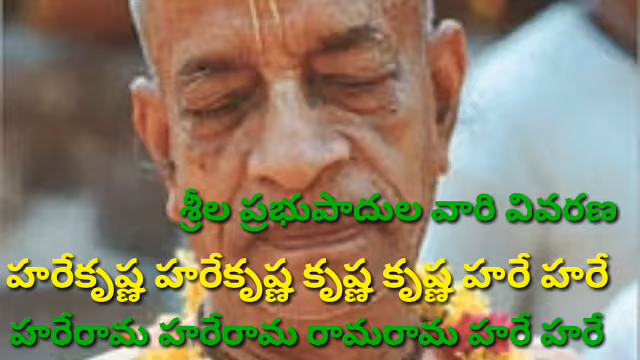 శ్రీల ప్రభుపాదుల వారి వివరణ
హరేకృష్ణ హరేకృష్ణ కృష్ణ కృష్ణ హరే హరే
హరేరామ హరేరామ రామరామ హరే హరే